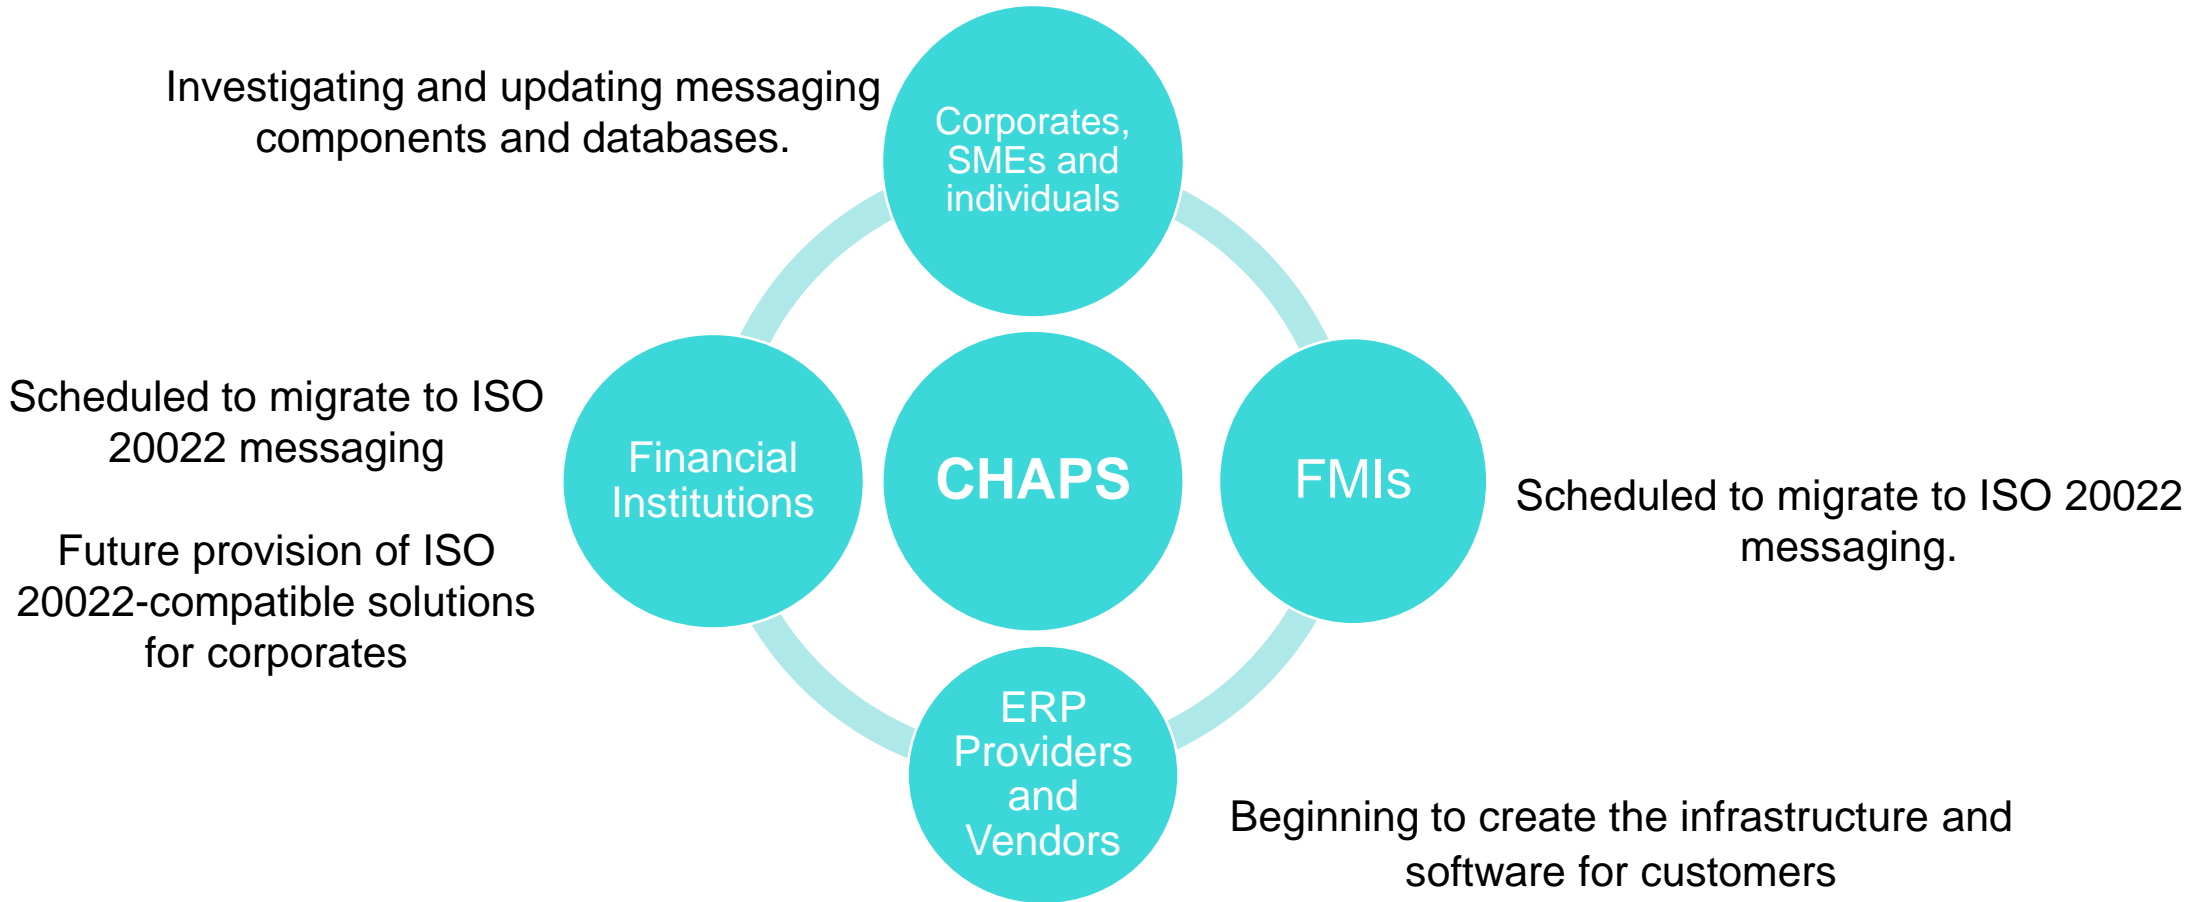 Investigating and updating messaging
components and databases.
Corporates,
SMEs and
individuals
Scheduled to migrate to ISO
20022 messaging
Future provision of ISO
20022-compatible solutions
for corporates
Financial
Institutions
CHAPS
FMIs
Scheduled to migrate to ISO 20022
messaging.
ERP
Providers
and
Vendors
Beginning to create the infrastructure and
software for customers